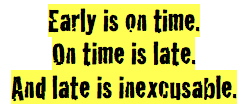 Early is on time.
On time is late.
And late is inexcusable.